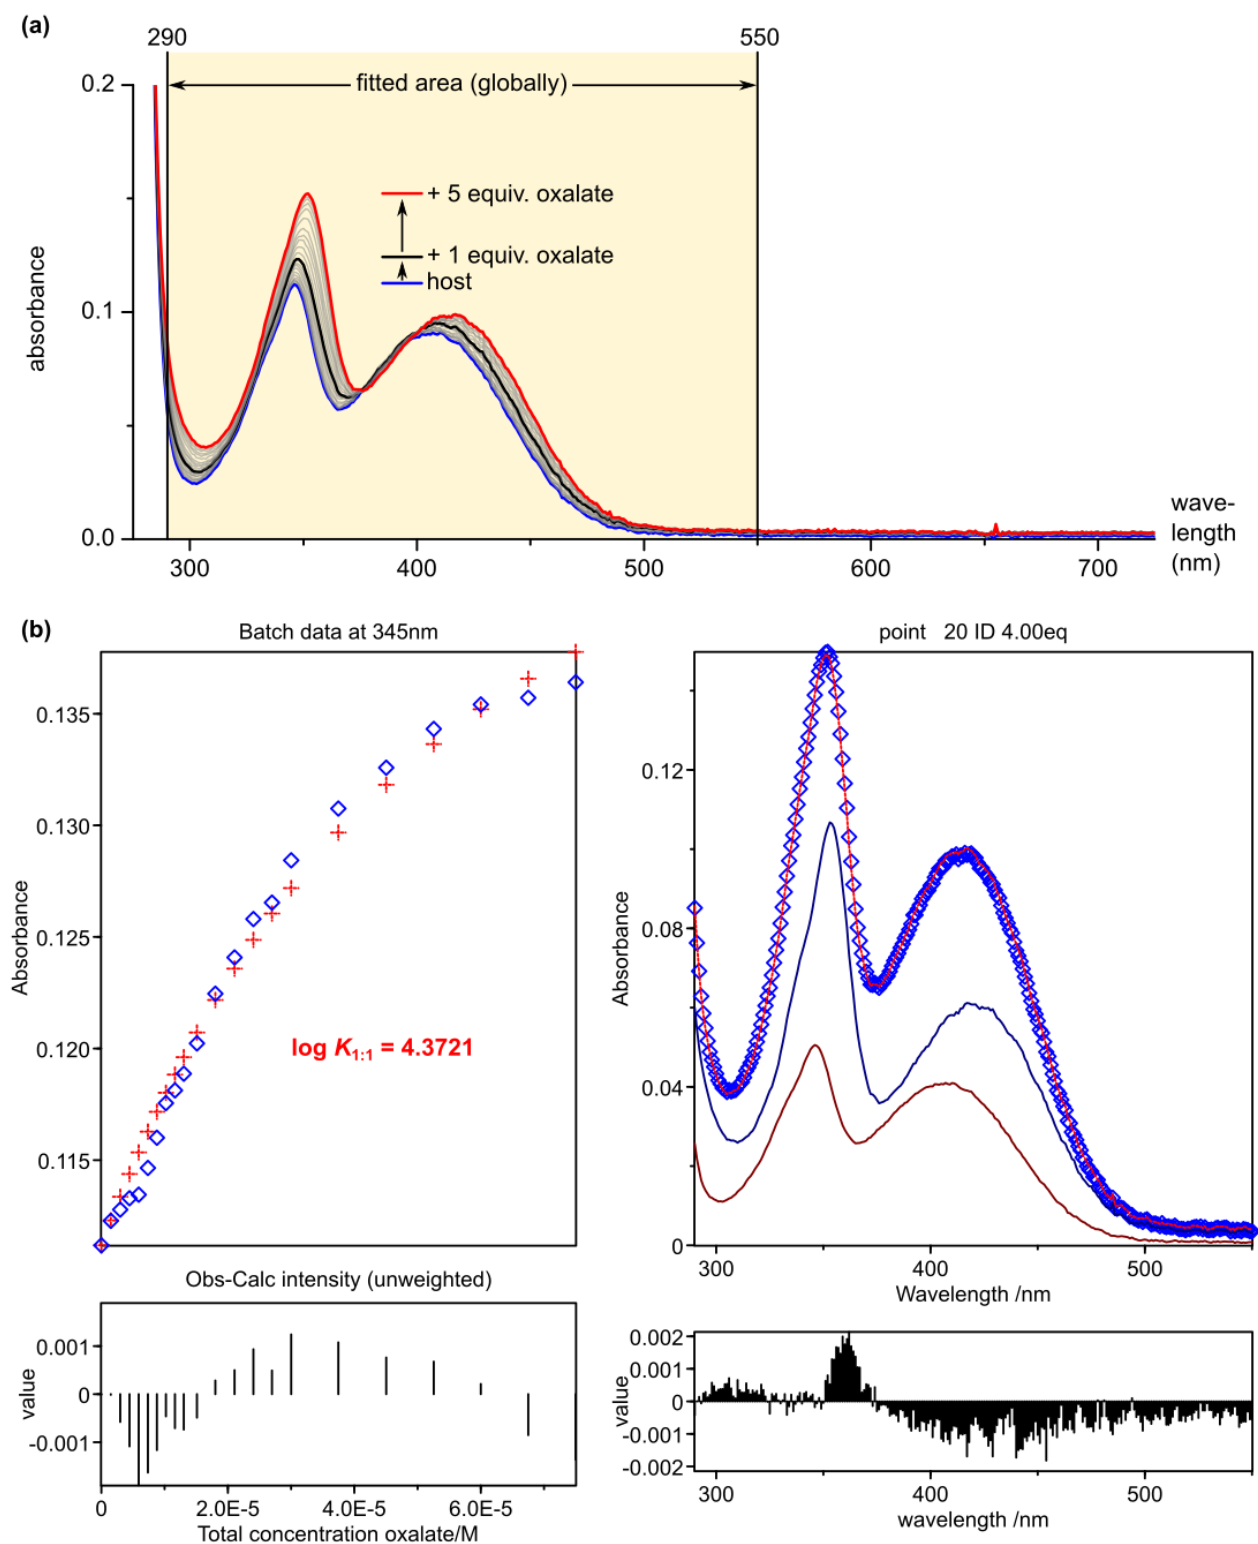 (a)
290
550
fitted area (globally)
0.2
+ 5 equiv. oxalate
+ 1 equiv. oxalate
host
0.1
absorbance
0.0
300
400
500
600
700
wave-
length
(nm)
(b)
Batch data at 345nm
0.135
0.130
0.125
0.120
0.115
Absorbance
log K1:1 = 4.3721
Obs-Calc intensity (unweighted)
0.001
0
-0.001
value
0
2.0E-5
4.0E-5
6.0E-5
Total concentration oxalate/M
point 20 ID 4.00eq
0.12
0.08
0.04
0
Absorbance
300
400
500
Wavelength /nm
0.002
0.001
0
-0.001
-0.002
value
300
400
500
wavelength /nm